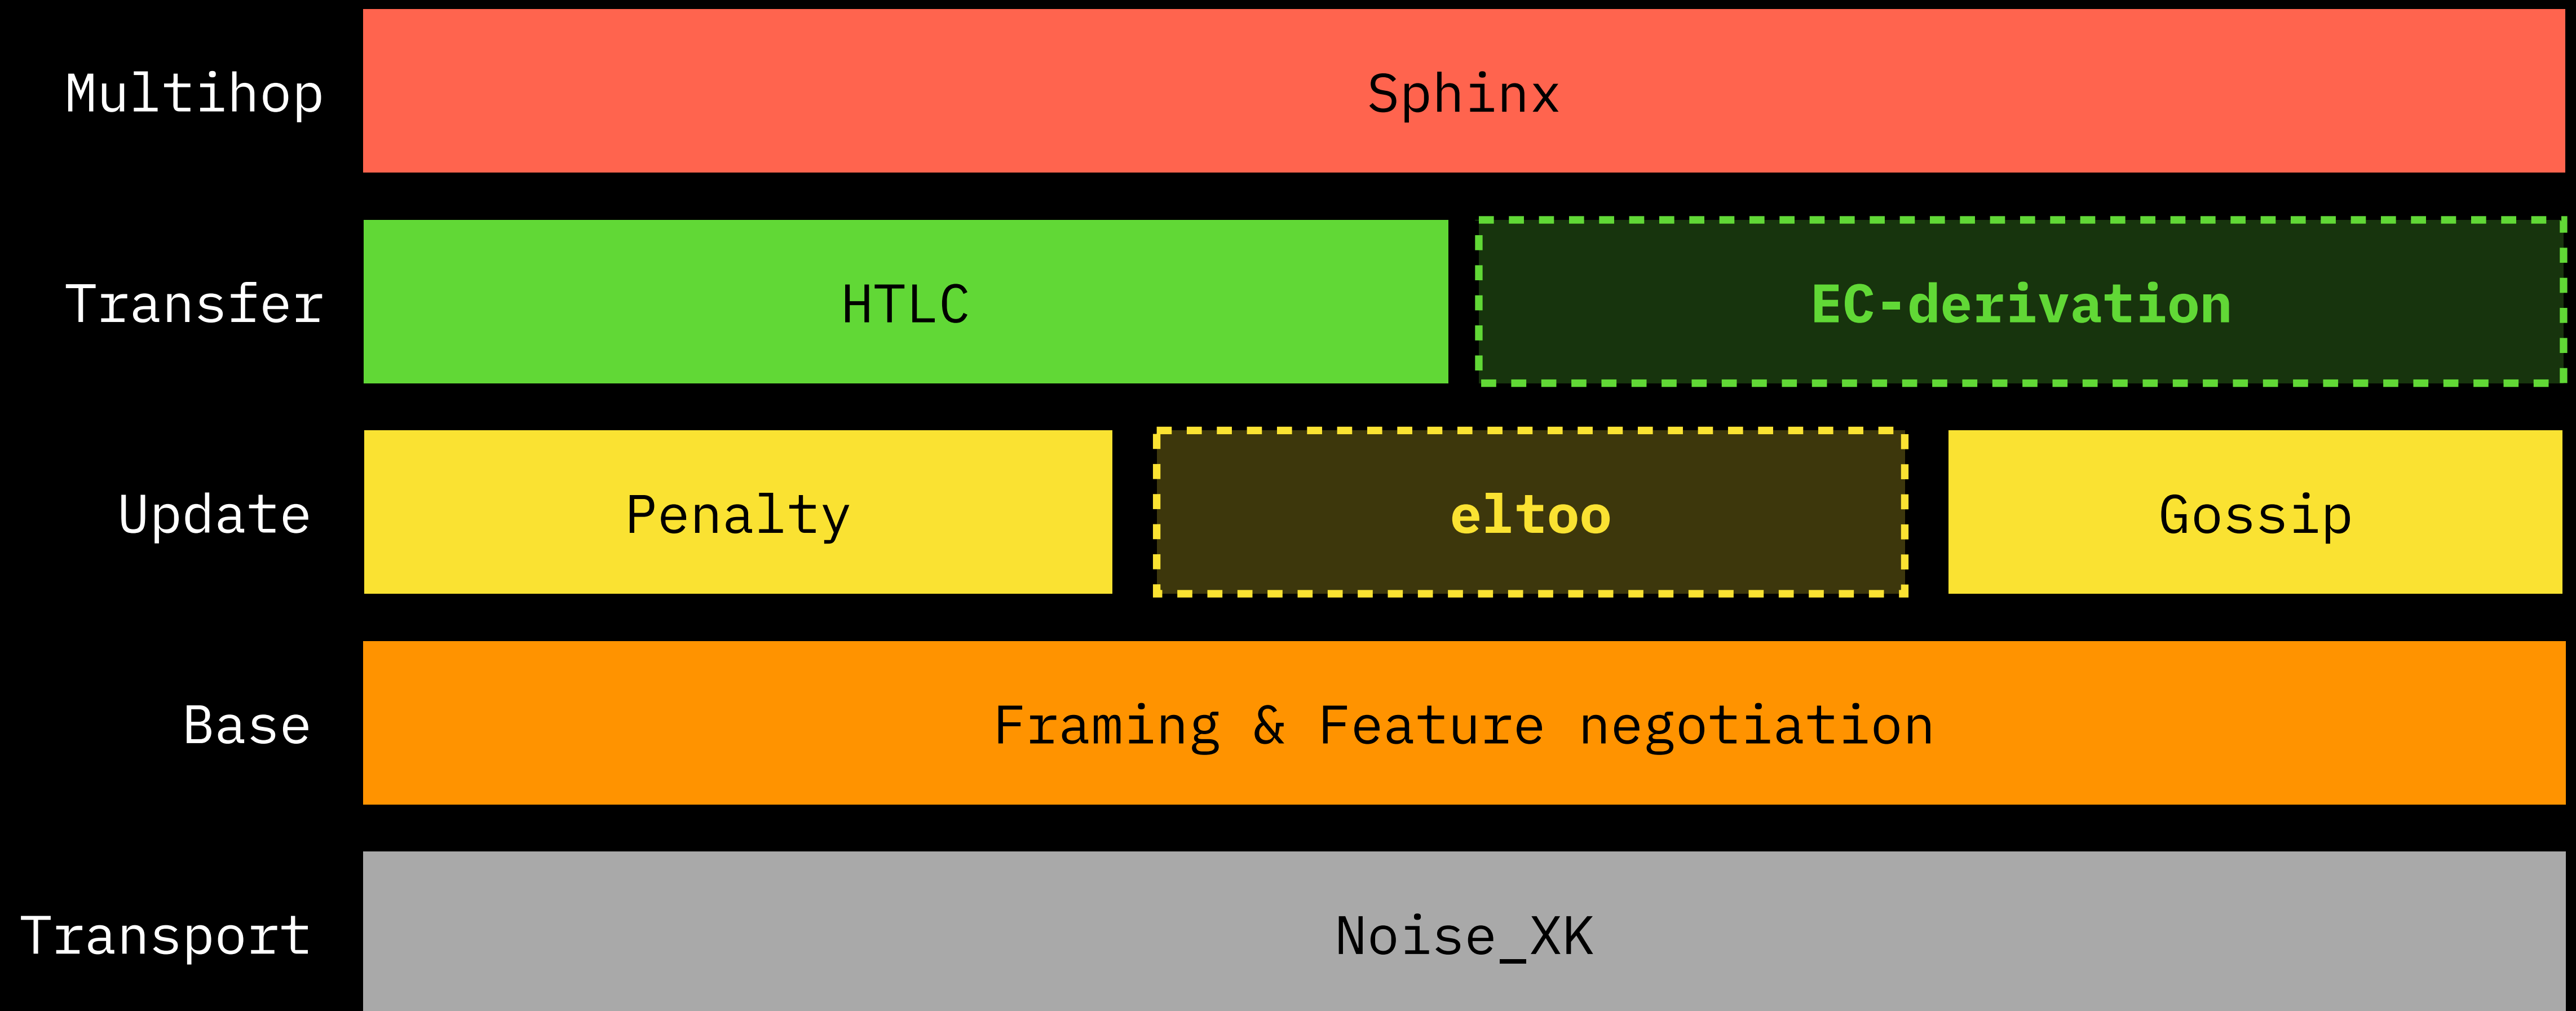 Multihop Sphinx
Transfer HTLC EC-derivation
Update Penalty eltoo Gossip
Base Framing & Feature negotiation
Transport Noise_XK